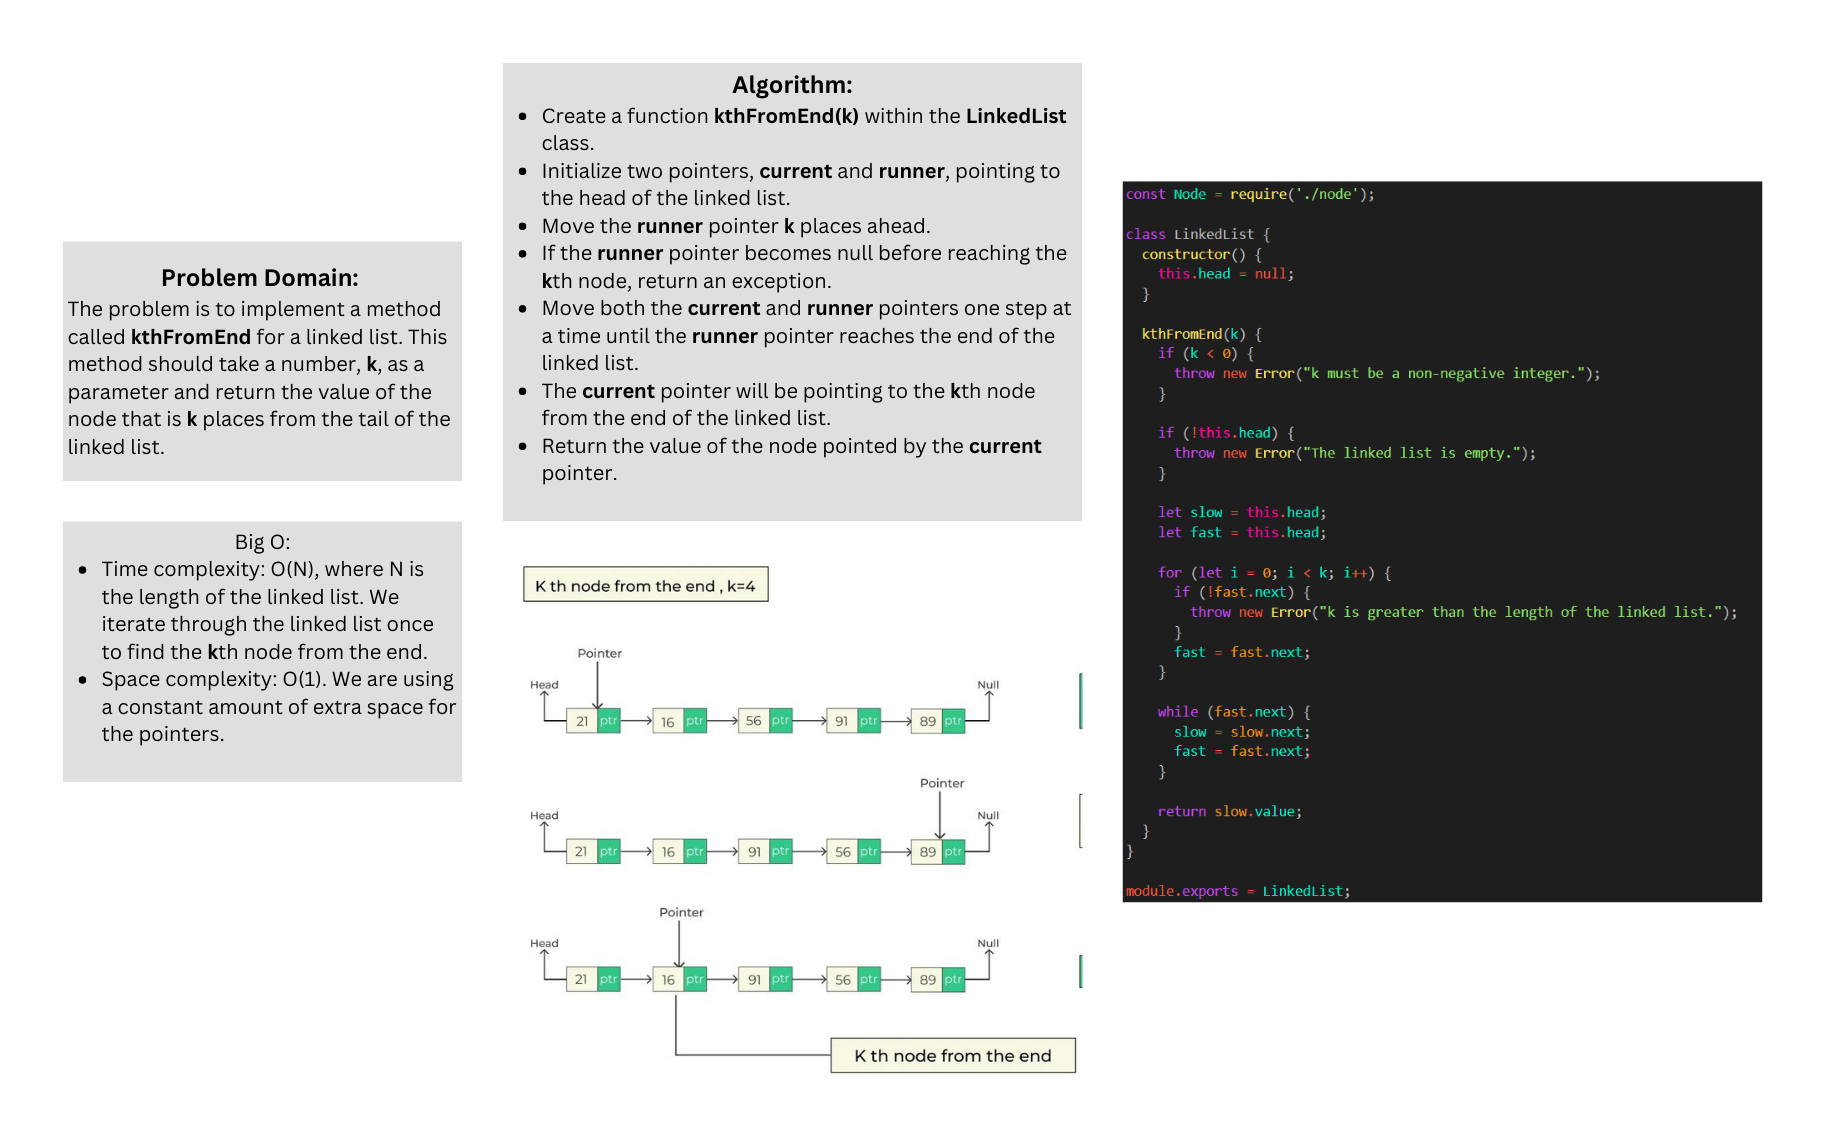 Problem Domain:
The problem is to implement a method
called kthFromEnd for a linked list. This
method should take a number, k, as a
parameter and return the value of the
node that is k places from the tail of the
linked list.
Big O:
• Time complexity: O(N), where N is
the length of the linked list. We
iterate through the linked list once
to find the kth node from the end.
• Space complexity: O(1). We are using
a constant amount of extra space for
the pointers.
Algorithm:
• Create a function kthFromEnd(k) within the LinkedList
class.
• Initialize two pointers, current and runner, pointing to
the head of the linked list.
• Move the runner pointer k places ahead.
• If the runner pointer becomes null before reaching the
kth node, return an exception.
• Move both the current and runner pointers one step at
a time until the runner pointer reaches the end of the
linked list.
• The current pointer will be pointing to the kth node
from the end of the linked list.
• Return the value of the node pointed by the current
pointer.
K th node from the end , k=4
Pointer
Head Null
21 ptr 16 ptr 56 ptr 91 ptr 89 ptr
Pointer
Head Null
21 ptr 16 ptr 91 ptr 56 ptr 89 ptr
Pointer
Head Null
21 ptr 16 ptr 91 ptr 56 ptr 89 ptr
K th node from the end
const Node = require('./node');
class LinkedList {
constructor() {
this.head = null;
}
kthFromEnd(k) {
if (k < 0) {
throw new Error("k must be a non-negative integer.");
}
if (!this.head) {
throw new Error("The linked list is empty.");
}
let slow = this.head;
let fast = this.head;
for (let i = 0; i < k; i++) {
if (!fast.next) {
throw new Error("k is greater than the length of the linked list.");
}
fast = fast.next;
}
while (fast.next) {
slow = slow.next;
fast = fast.next;
}
return slow.value;
}
}
module.exports = LinkedList;